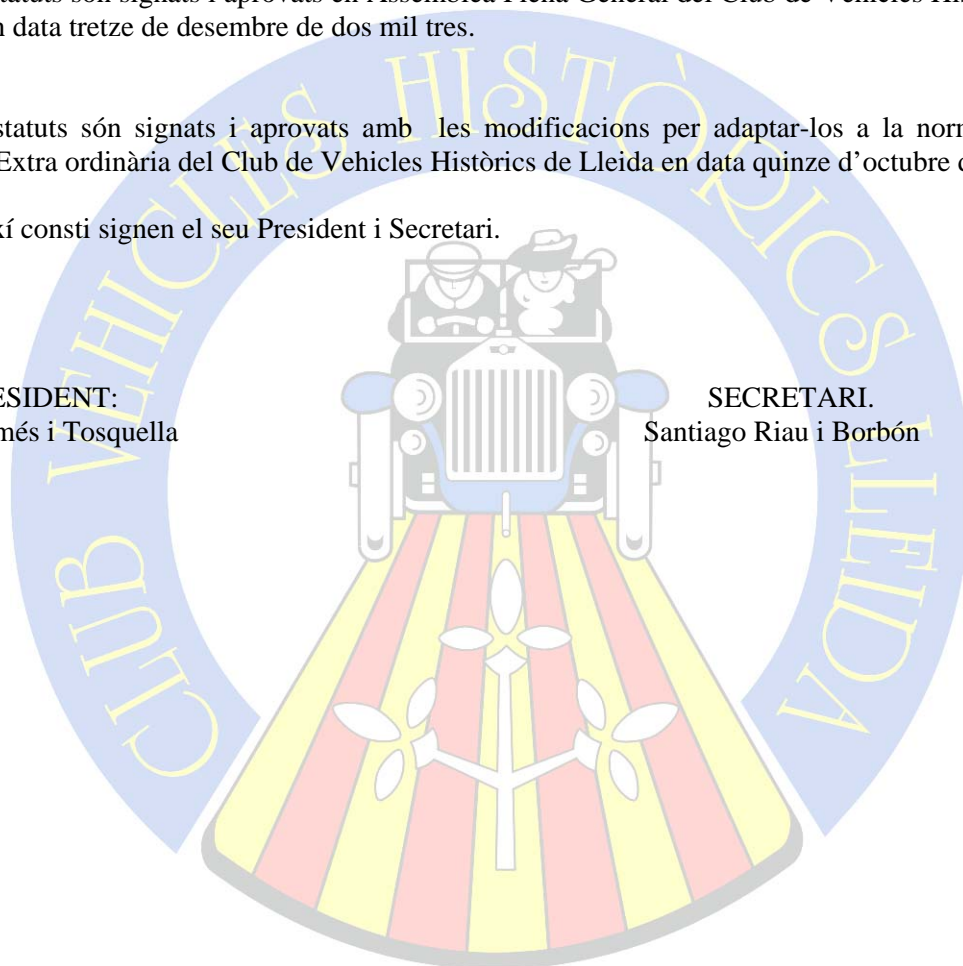 statuts són signats i aprovats en Assemblea Plena General del Club de Vehicles
n data tretze de desembre de dos mil tres.
statuts són signats i aprovats amb les modificacions per adaptar-los a la
Extra ordinària del Club de Vehicles Històrics de Lleida en data quinze d’octubre
xí consti signen el seu President i Secretari.
ESIDENT:
més i Tosquella
SECRETARI.
Santiago Riau i Borbón
CLUB VEHICLES HISTÒRICS LLEIDA